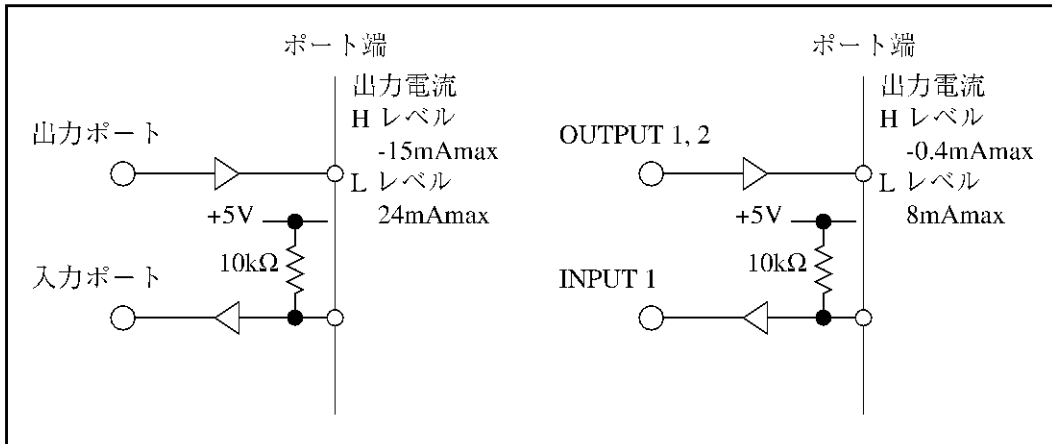 ポート端
出力電流
H レベル
-15mAmax
L レベル
24mAmax
出力ポート
+5V
10kΩ
入力ポート
ポート端
出力電流
H レベル
-0.4mAmax
L レベル
8mAmax
OUTPUT 1, 2
+5V
10kΩ
INPUT 1